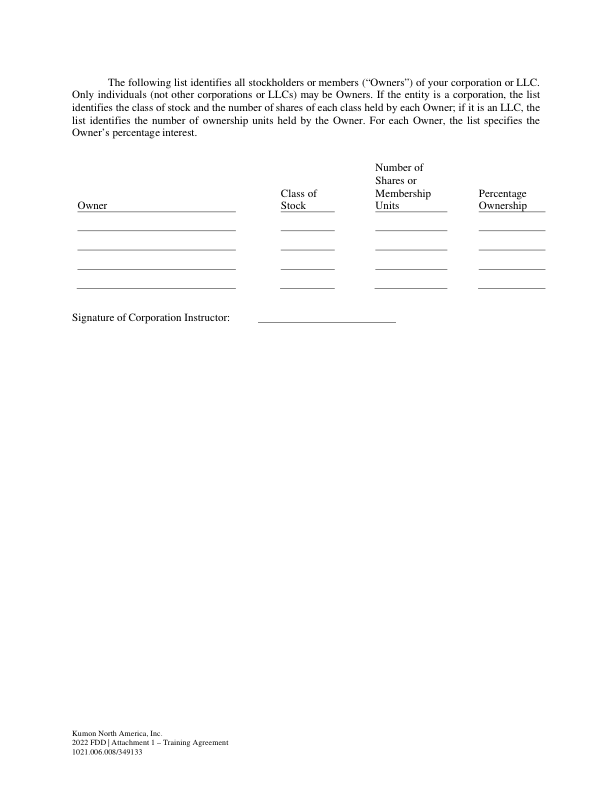 The following list identifies all stockholders or members (“Owners”) of your corporation or LLC.
Only individuals (not other corporations or LLCs) may be Owners. If the entity is a corporation, the list
identifies the class of stock and the number of shares of each class held by each Owner; if it is an LLC, the
list identifies the number of ownership units held by the Owner. For each Owner, the list specifies the
Owner’s percentage interest.
Owner
Class of
Stock
Number of
Shares or
Membership
Units
Percentage
Ownership
Signature of Corporation Instructor:
Kumon North America, Inc.
2022 FDD | Attachment 1 – Training Agreement
1021.006.008/349133